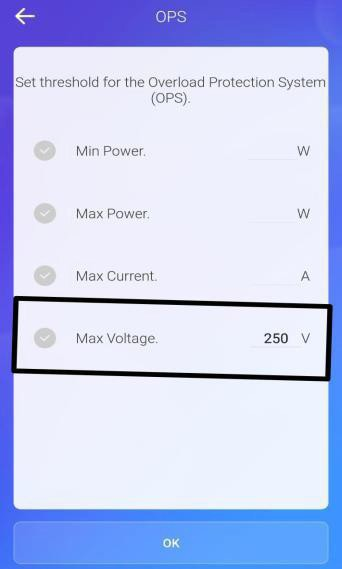 OPS
Set threshold for the Overload Protection System
(OPS).
Min Power. W
Max Power. W
Max Current. A
Max Voltage. 250 V
OK